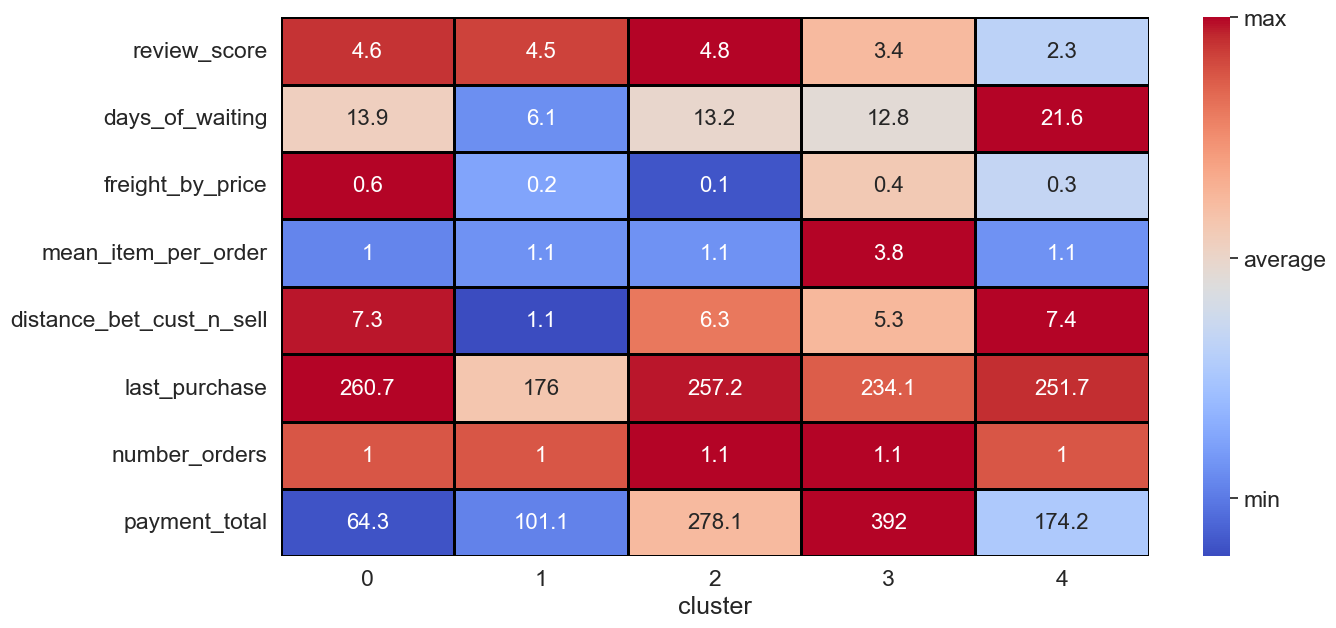 review_score 4.6 4.5 4.8 3.4 2.3 max
days_of_waiting 13.9 6.1 13.2 12.8 21.6
freight_by_price 0.6 0.2 0.1 0.4 0.3
mean_item_per_order 1 1.1 1.1 3.8 1.1 average
distance_bet_cust_n_sell 7.3 1.1 6.3 5.3 7.4
last_purchase 260.7 176 257.2 234.1 251.7
number_orders 1 1 1.1 1.1 1 min
payment_total 64.3 101.1 278.1 392 174.2
0 1 2 3 4
cluster